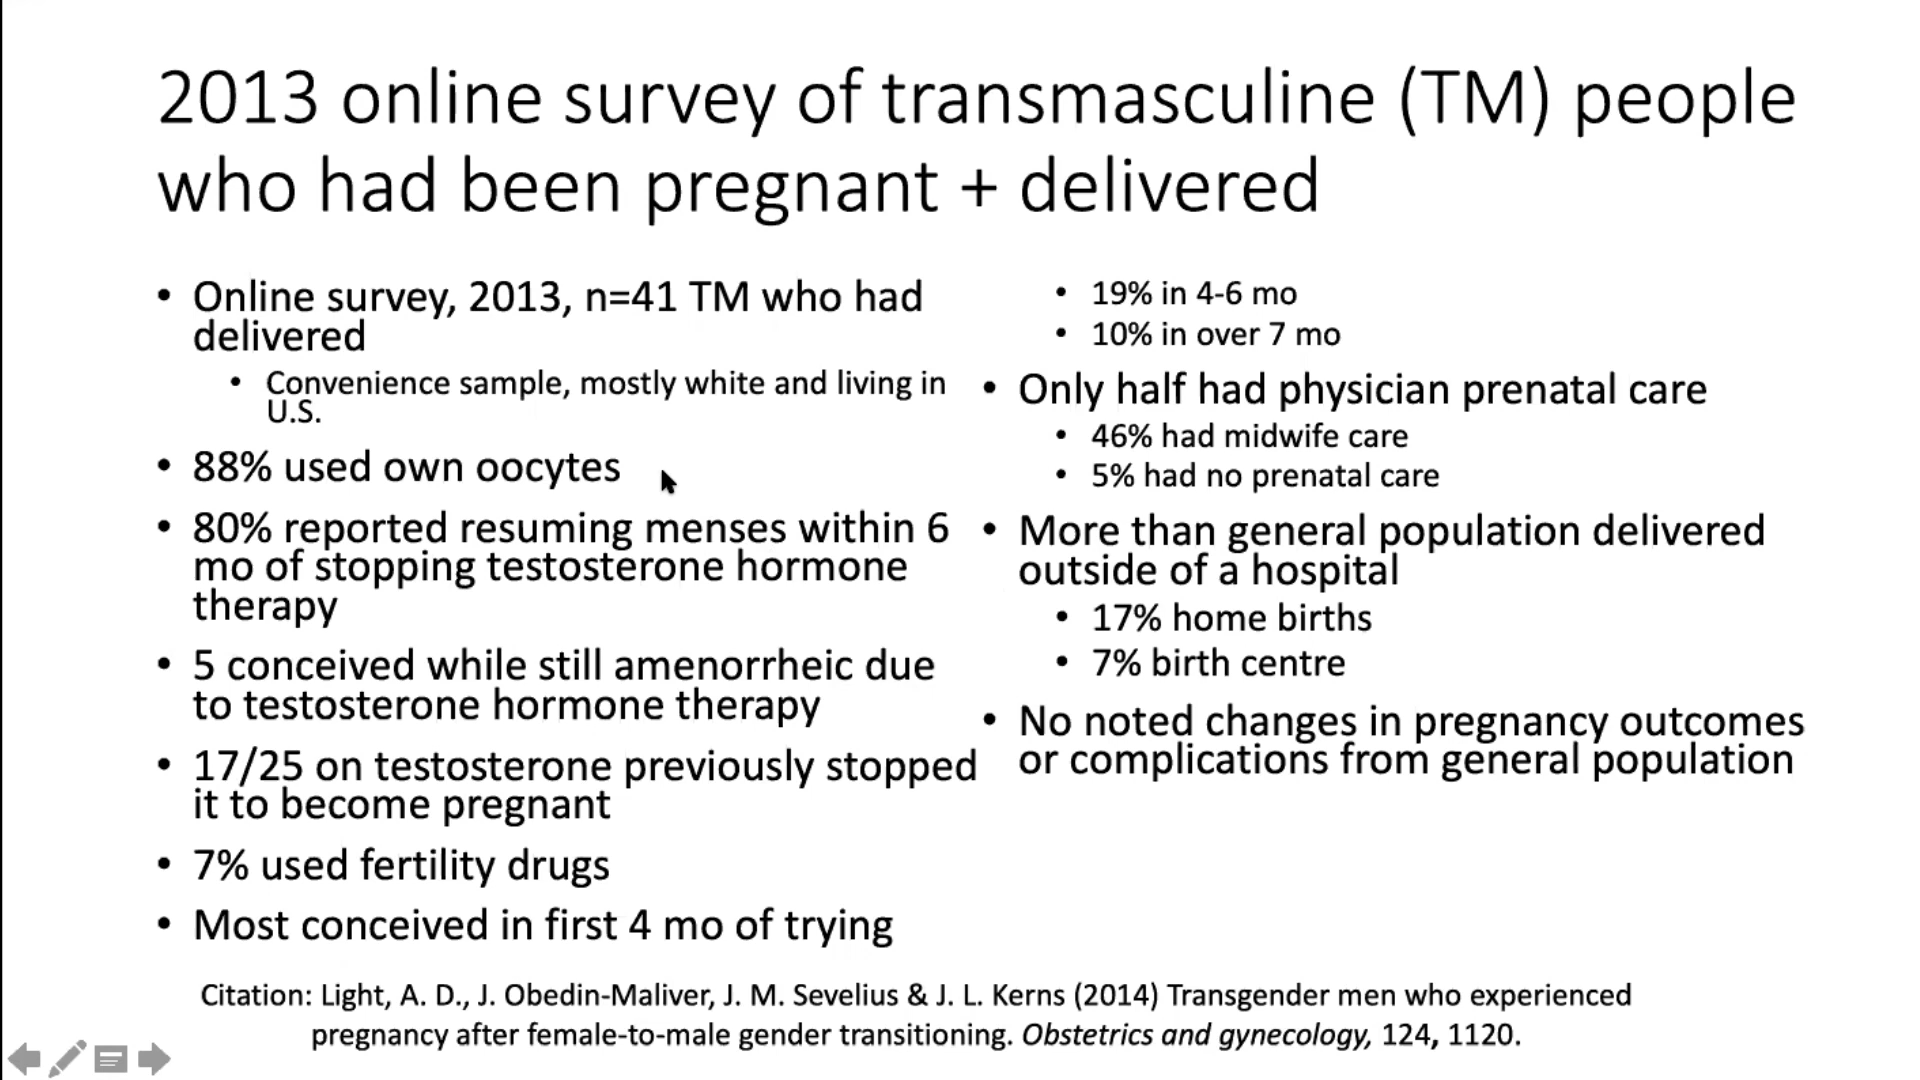 2013 online survey of transmasculine (TM) people
who had been pregnant + delivered
• Online survey, 2013, n=41 TM who had
delivered
• Convenience sample, mostly white and living in
U.S.
• 88% used own oocytes
• 80% reported resuming menses within 6
mo of stopping testosterone hormone
therapy
• 5 conceived while still amenorrheic due
to testosterone hormone therapy
• 17/25 on testosterone previously stopped
it to become pregnant
• 7% used fertility drugs
• Most conceived in first 4 mo of trying
• 19% in 4-6 mo
• 10% in over 7 mo
• Only half had physician prenatal care
• 46% had midwife care
• 5% had no prenatal care
• More than general population delivered
outside of a hospital
• 17% home births
• 7% birth centre
• No noted changes in pregnancy outcomes
or complications from general population
Citation: Light, A. D., J. Obedin-Maliver, J. M. Sevelius & J. L. Kerns (2014) Transgender men who experienced
pregnancy after female-to-male gender transitioning. Obstetrics and gynecology, 124, 1120.